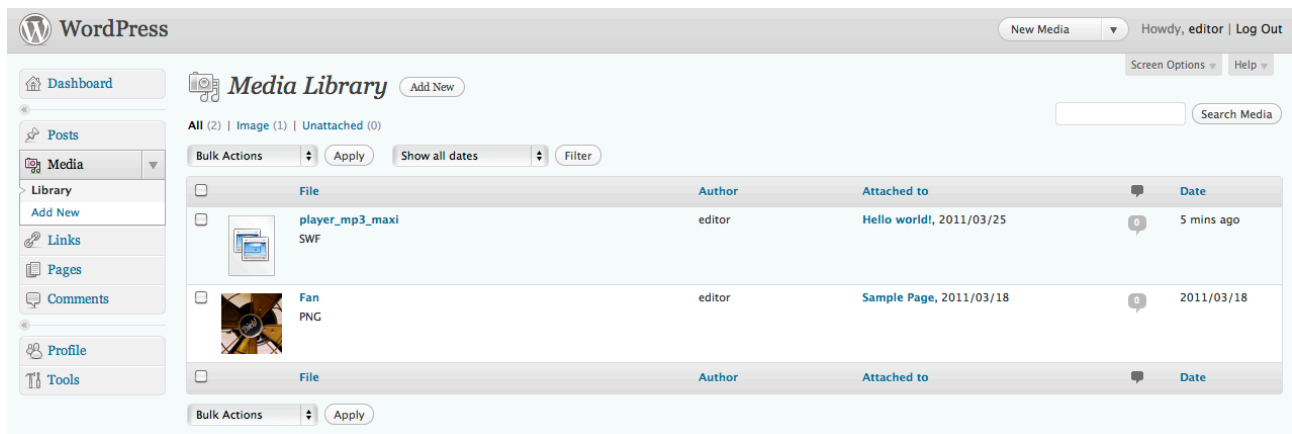 WordPress
New Media
Howdy, editor | Log Out
Screen Options
Help
Dashboard
Posts
Media
Library
Add New
Links
Pages
Comments
Profile
Tools
Media Library
Add New
Search Media
All (2) | Image (1) | Unattached (0)
Bulk Actions Apply Show all dates Filter
File Author Attached to Date
player_mp3_maxi editor Hello world!, 2011/03/25 0 5 mins ago
SWF
Fan editor Sample Page, 2011/03/18 0 2011/03/18
PNG
File Author Attached to Date
Bulk Actions Apply